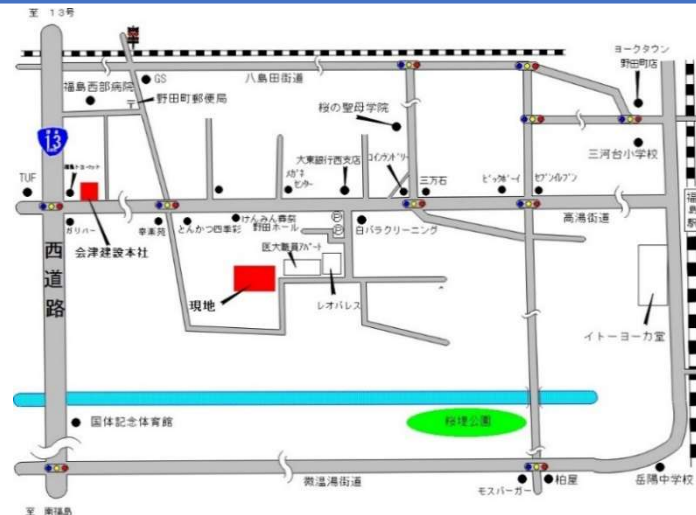 至 13号
ヨークタウン
野田町店
GS
八島田街道
福島西部病院
野田町郵便局
桜の聖母学院
13
三河台小学校
大東銀行西支店
コインランドリー
メガネ
センター
三万石
ビックボーイ
セブンイレブン
TUF
福島駅
高湯街道
ガリバー
幸楽苑
とんかつ四季彩
けんみん葬祭
野田ホール
白バラクリーニング
会津建設本社
西道路
医大職員アパート
現地
レオパレス
イトーヨーカ堂
国体記念体育館
桜堤公園
微温湯街道
モスバーガー
柏屋
岳陽中学校
至 南福島